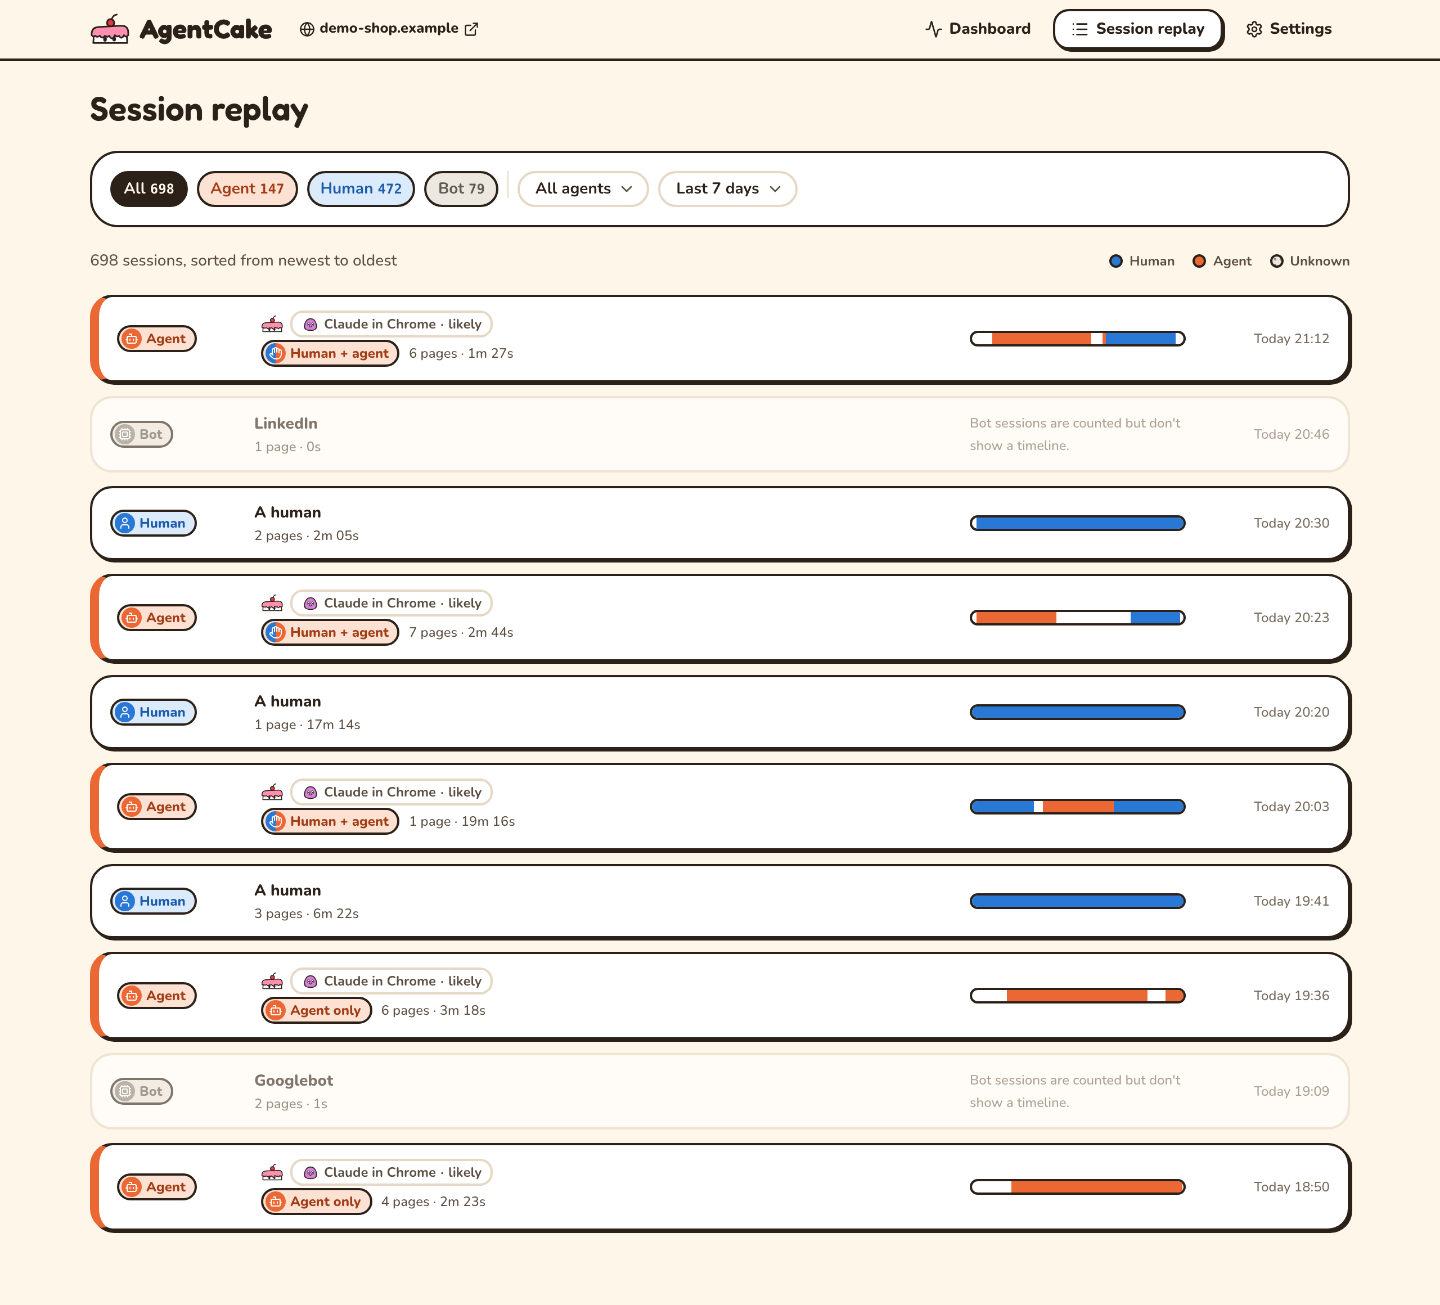 AgentCake
demo-shop.example
Dashboard
Session replay
Settings
Session replay
All 698
Agent 147
Human 472
Bot 79
All agents
Last 7 days
698 sessions, sorted from newest to oldest
Human
Agent
Unknown
Agent
Claude in Chrome · likely
Human + agent
6 pages · 1m 27s
Today 21:12
Bot
LinkedIn
1 page · 0s
Bot sessions are counted but don't
show a timeline.
Today 20:46
Human
A human
2 pages · 2m 05s
Today 20:30
Agent
Claude in Chrome · likely
Human + agent
7 pages · 2m 44s
Today 20:23
Human
A human
1 page · 17m 14s
Today 20:20
Agent
Claude in Chrome · likely
Human + agent
1 page · 19m 16s
Today 20:03
Human
A human
3 pages · 6m 22s
Today 19:41
Agent
Claude in Chrome · likely
Agent only
6 pages · 3m 18s
Today 19:36
Bot
Googlebot
2 pages · 1s
Bot sessions are counted but don't
show a timeline.
Today 19:09
Agent
Claude in Chrome · likely
Agent only
4 pages · 2m 23s
Today 18:50